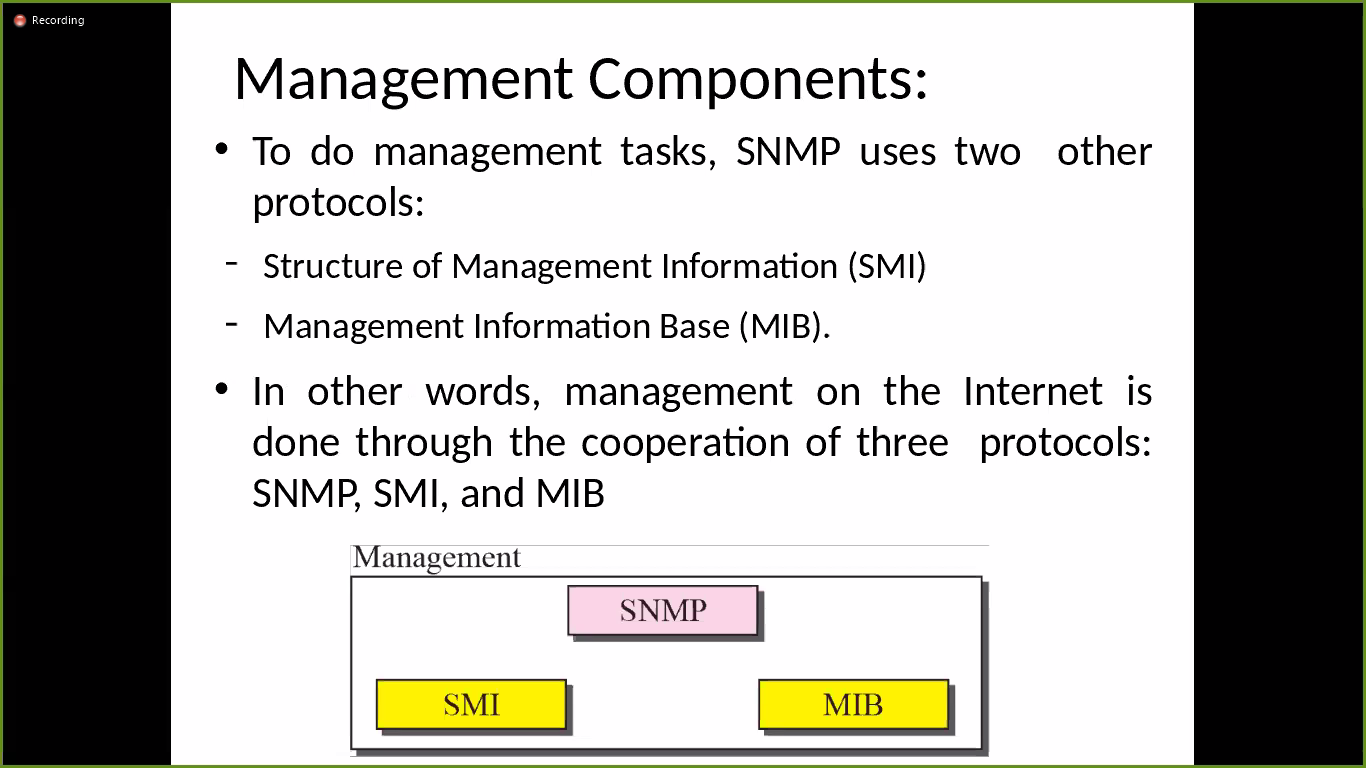 Recording
Management Components:
• To do management tasks, SNMP uses two other
protocols:
- Structure of Management Information (SMI)
- Management Information Base (MIB).
• In other words, management on the Internet is
done through the cooperation of three protocols:
SNMP, SMI, and MIB
Management
SNMP
SMI
MIB